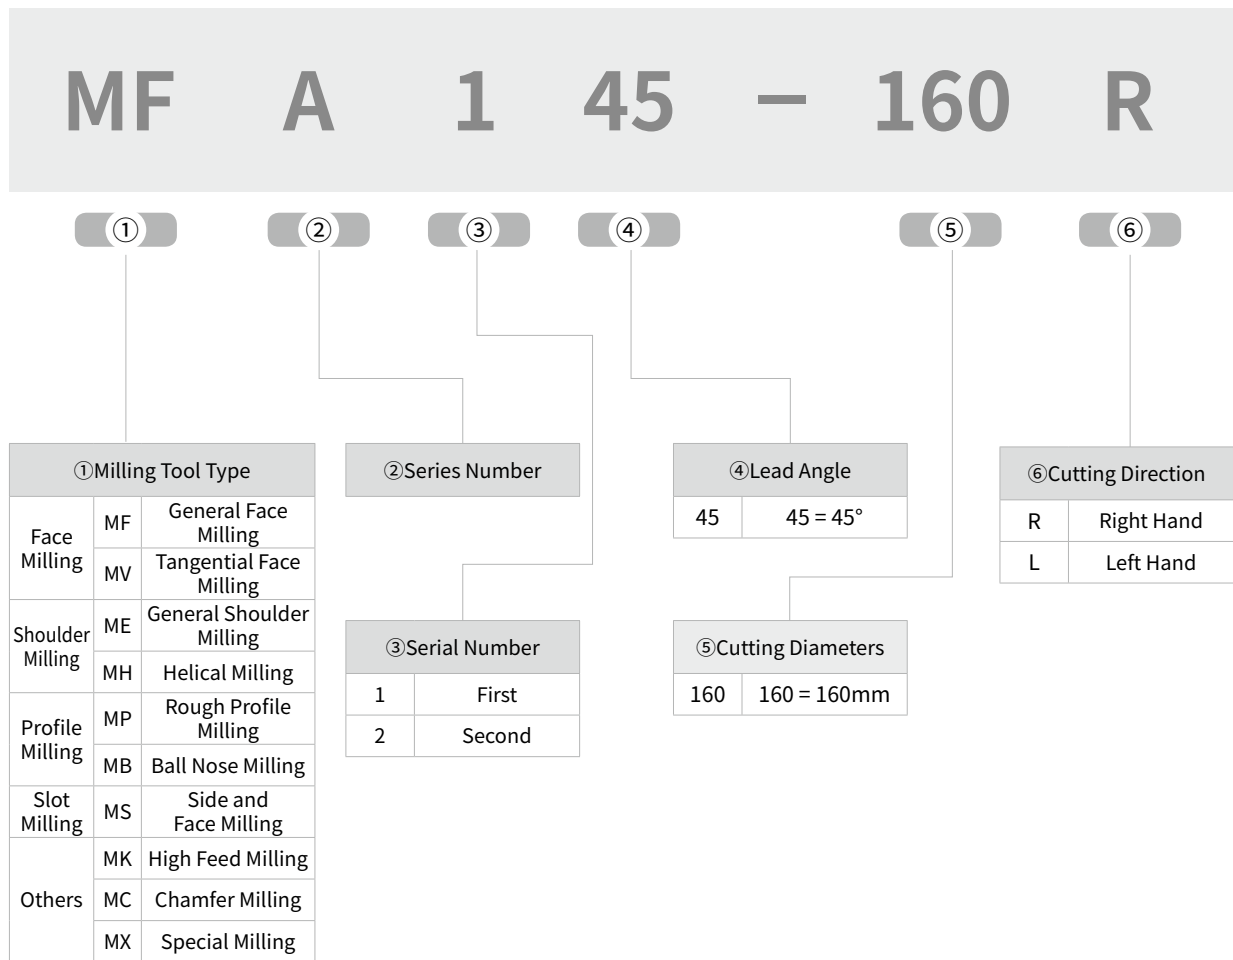 MF A 1 45 – 160 R
① ② ③ ④ ⑤ ⑥
①Milling Tool Type
Face
Milling
MF
General Face
Milling
MV
Tangential Face
Milling
Shoulder
Milling
ME
General Shoulder
Milling
MH
Helical Milling
Profile
Milling
MP
Rough Profile
Milling
MB
Ball Nose Milling
Slot
Milling
MS
Side and
Face Milling
Others
MK
High Feed Milling
MC
Chamfer Milling
MX
Special Milling
②Series Number
③Serial Number
1 First
2 Second
④Lead Angle
45 45 = 45°
⑤Cutting Diameters
160 160 = 160mm
⑥Cutting Direction
R Right Hand
L Left Hand